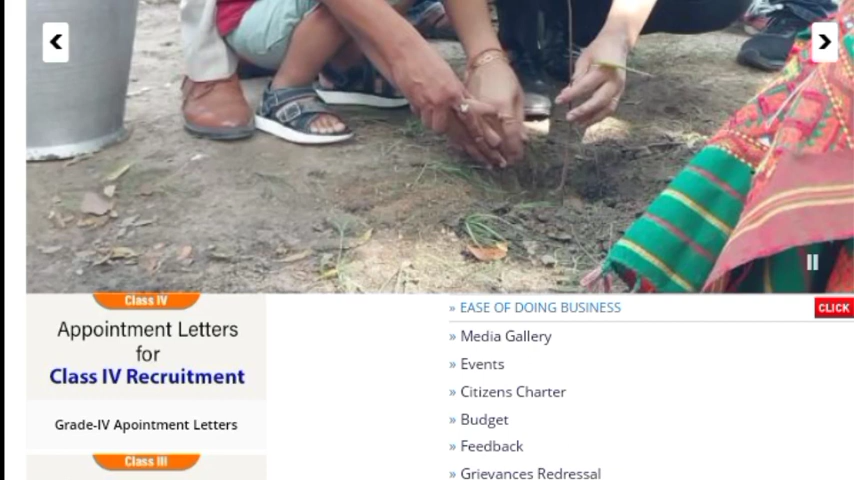 Class IV
Appointment Letters
for
Class IV Recruitment
Grade-IV Apointment Letters
Class III
» EASE OF DOING BUSINESS
CLICK
» Media Gallery
» Events
» Citizens Charter
» Budget
» Feedback
» Grievances Redressal